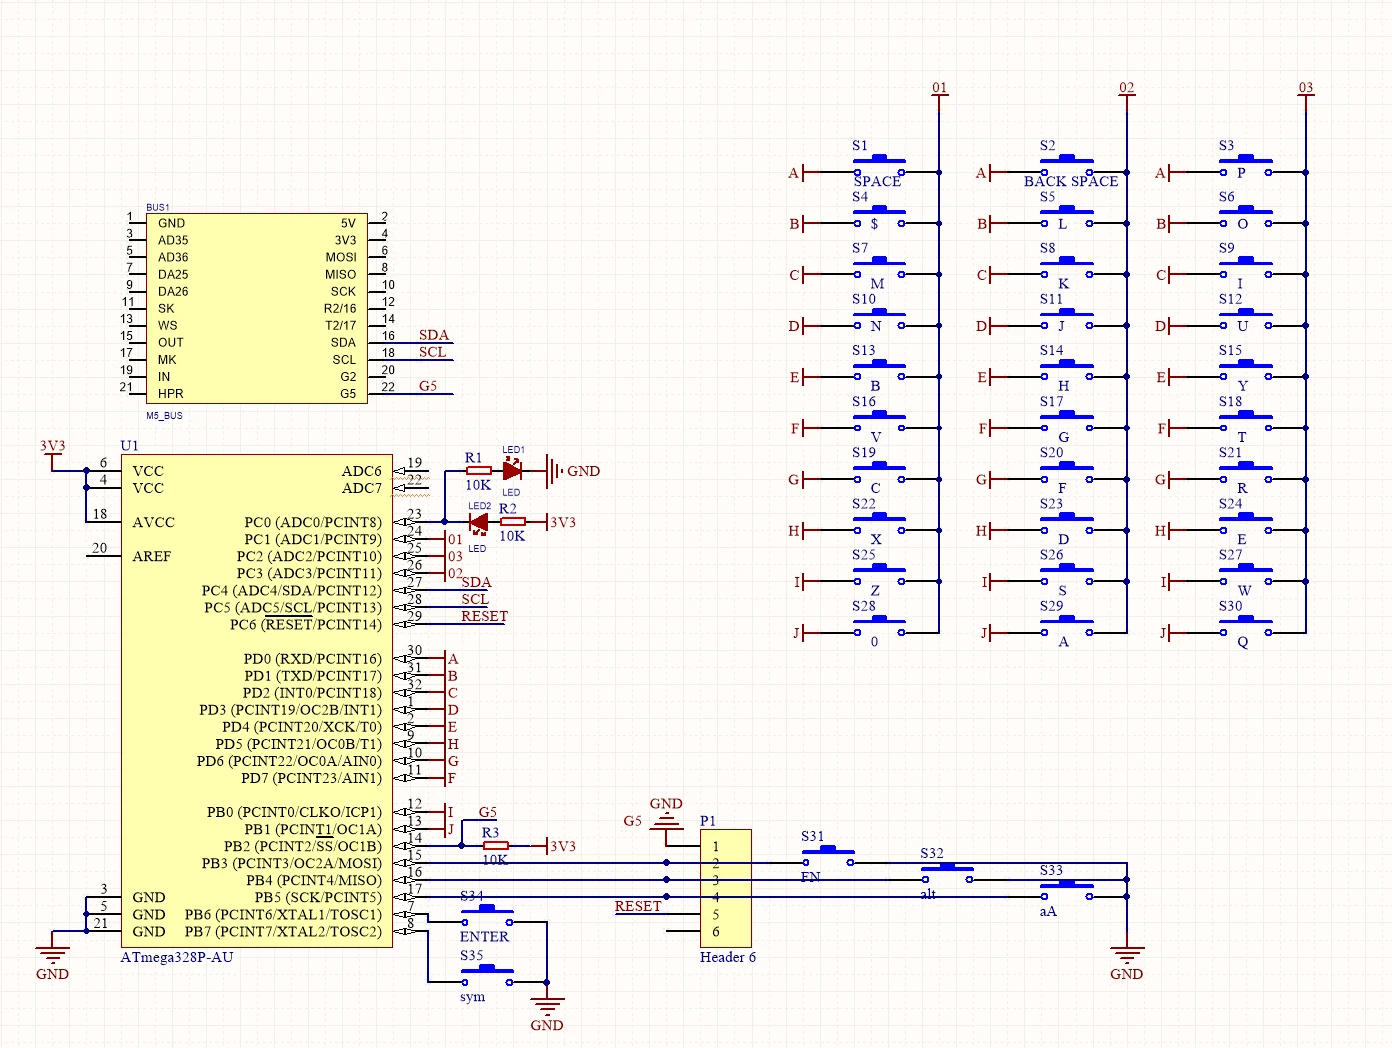 01 02 03
S1 S2 S3
A SPACE A BACK SPACE A P
S4 S5 S6
B $ B L B O
S7 S8 S9
C M C K C I
S10 S11 S12
D N D J D U
S13 S14 S15
E B E H E Y
S16 S17 S18
F V F G F T
S19 S20 S21
G C G F G R
S22 S23 S24
H X H D H E
S25 S26 S27
I Z I S I W
S28 S29 S30
J 0 J A J Q
BUS1
1 GND 5V 2
3 AD35 3V3 4
5 AD36 MOSI 6
7 DA25 MISO 8
9 DA26 SCK 10
11 SK R2/16 12
13 WS T2/17 14
15 OUT SDA 16 SDA
17 MK SCL 18 SCL
19 IN G2 20
21 HPR G5 22 G5
M5_BUS
3V3 U1
6 VCC ADC6 19 R1 10K LED1 LED GND
4 VCC ADC7 22
18 AVCC PC0 (ADC0/PCINT8) 23 LED2 LED R2 10K 3V3
PC1 (ADC1/PCINT9) 24 01
20 AREF PC2 (ADC2/PCINT10) 25 03
PC3 (ADC3/PCINT11) 26 02
PC4 (ADC4/SDA/PCINT12) 27 SDA
PC5 (ADC5/SCL/PCINT13) 28 SCL
PC6 (RESET/PCINT14) 29 RESET
PD0 (RXD/PCINT16) 30 A
PD1 (TXD/PCINT17) 31 B
PD2 (INT0/PCINT18) 32 C
PD3 (PCINT19/OC2B/INT1) 1 D
PD4 (PCINT20/XCK/T0) 2 E
PD5 (PCINT21/OC0B/T1) 9 H
PD6 (PCINT22/OC0A/AIN0) 10 G
PD7 (PCINT23/AIN1) 11 F
PB0 (PCINT0/CLKO/ICP1) 12 I
PB1 (PCINT1/OC1A) 13 J G5
PB2 (PCINT2/SS/OC1B) 14 R3 10K 3V3
PB3 (PCINT3/OC2A/MOSI) 15
PB4 (PCINT4/MISO) 16
3 GND PB5 (SCK/PCINT5) 17
5 GND PB6 (PCINT6/XTAL1/TOSC1) 7
21 GND PB7 (PCINT7/XTAL2/TOSC2) 8
GND ATmega328P-AU
S34
ENTER
S35
sym
GND
GND
G5 P1
1
2
3
4
RESET 5
6
Header 6
S31
FN
S32
alt
S33
aA
GND